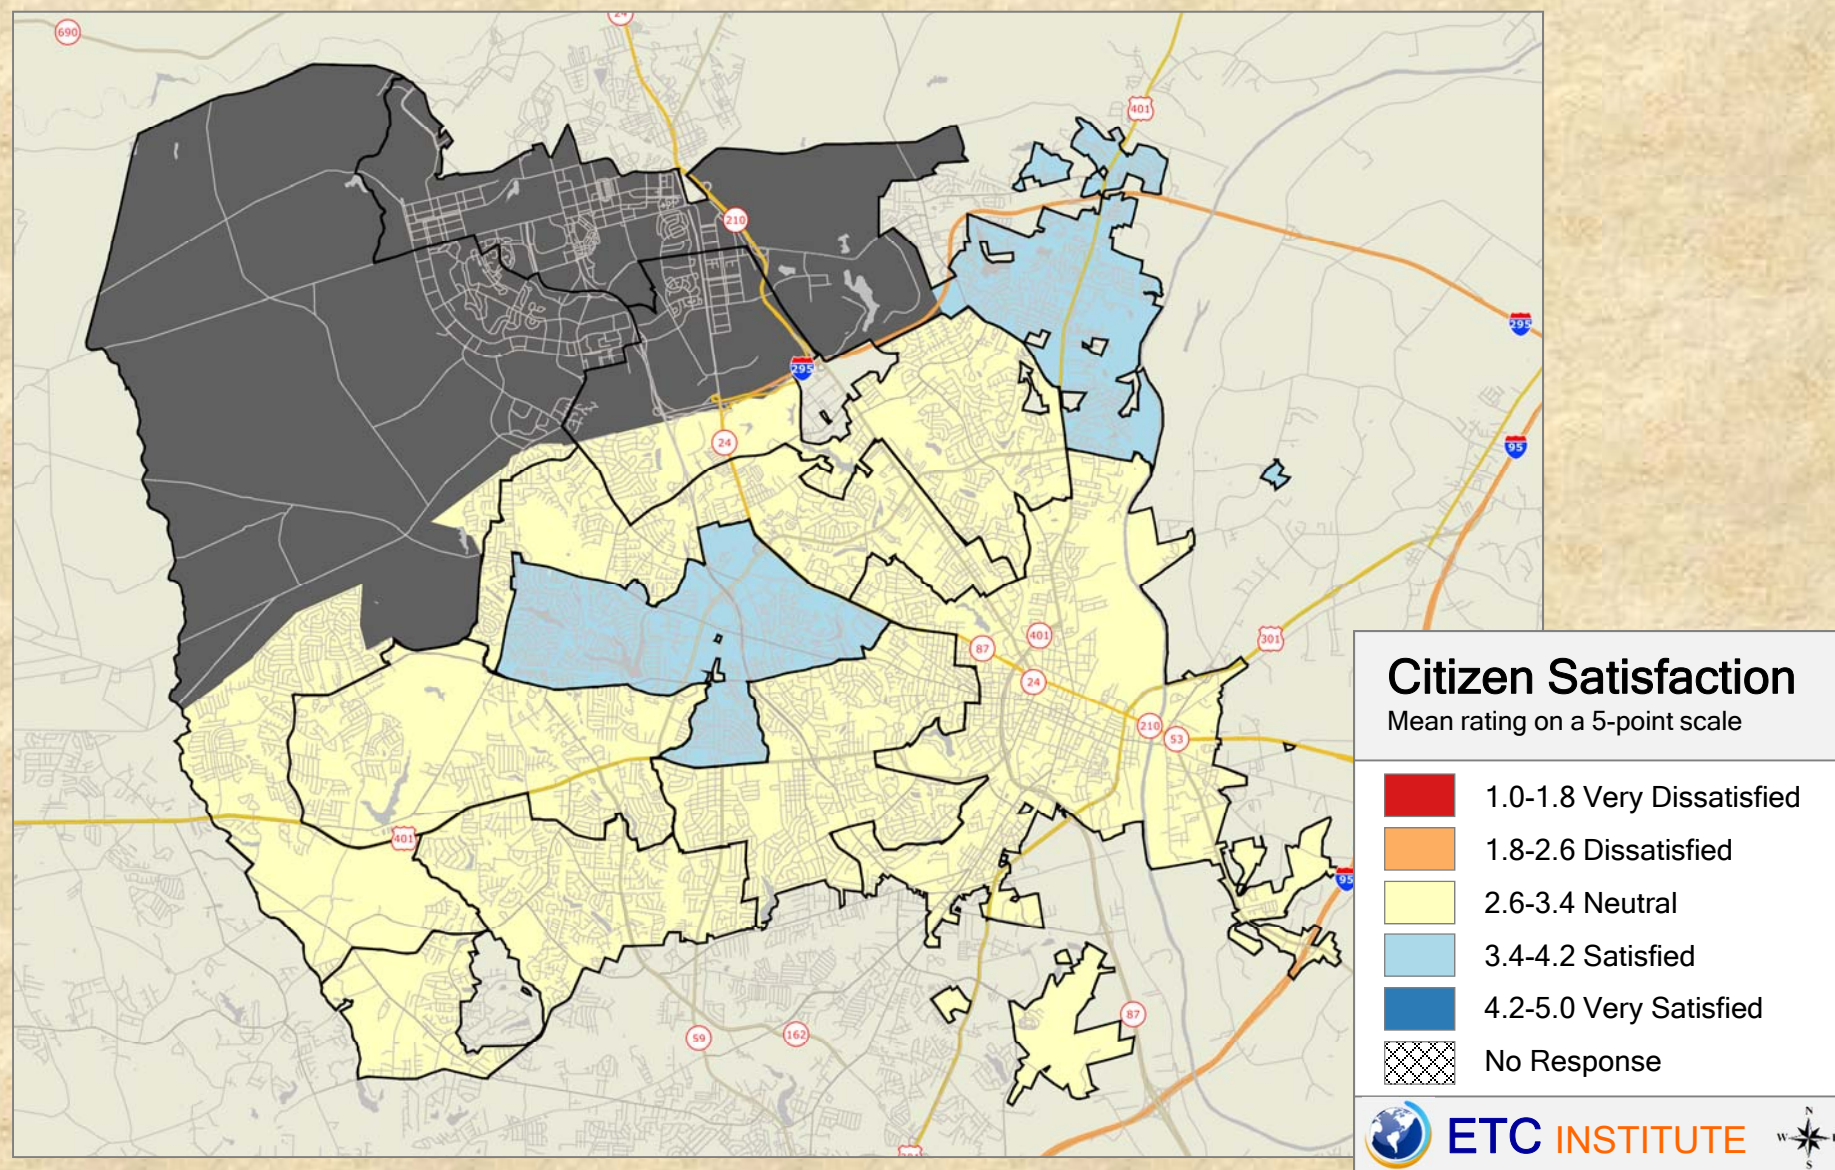 690
24
401
210
295
295
24
95
87
401
301
24
210
53
401
95
59
162
87
Citizen Satisfaction
Mean rating on a 5-point scale
1.0-1.8 Very Dissatisfied
1.8-2.6 Dissatisfied
2.6-3.4 Neutral
3.4-4.2 Satisfied
4.2-5.0 Very Satisfied
No Response
ETC INSTITUTE
N
W
S